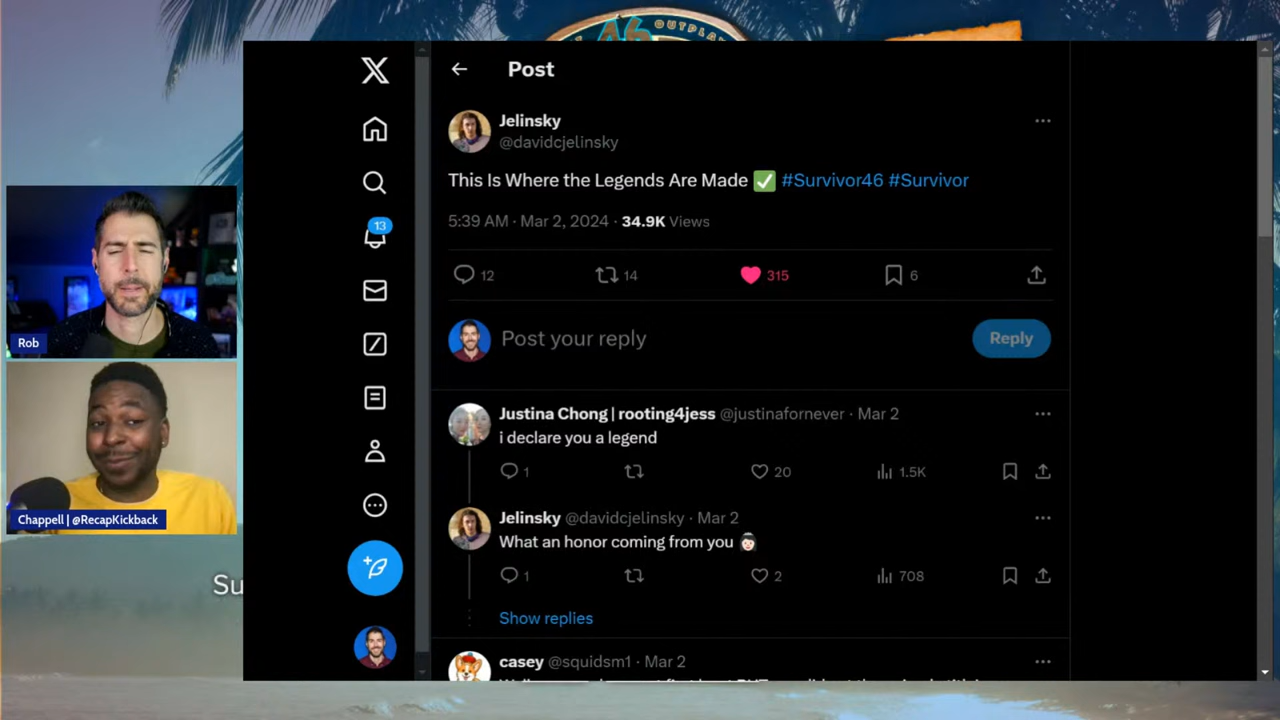 46 OUTPLA
Post
Jelinsky
@davidcjelinsky
This Is Where the Legends Are Made ✅ #Survivor46 #Survivor
5:39 AM · Mar 2, 2024 · 34.9K Views
12 14 315 6
Post your reply
Reply
Justina Chong | rooting4jess @justinafornever · Mar 2
i declare you a legend
1 20 1.5K
Jelinsky @davidcjelinsky · Mar 2
What an honor coming from you 👩🏻
1 2 708
Show replies
casey @squidsm1 · Mar 2
13
Rob
Chappell | @RecapKickback
Su